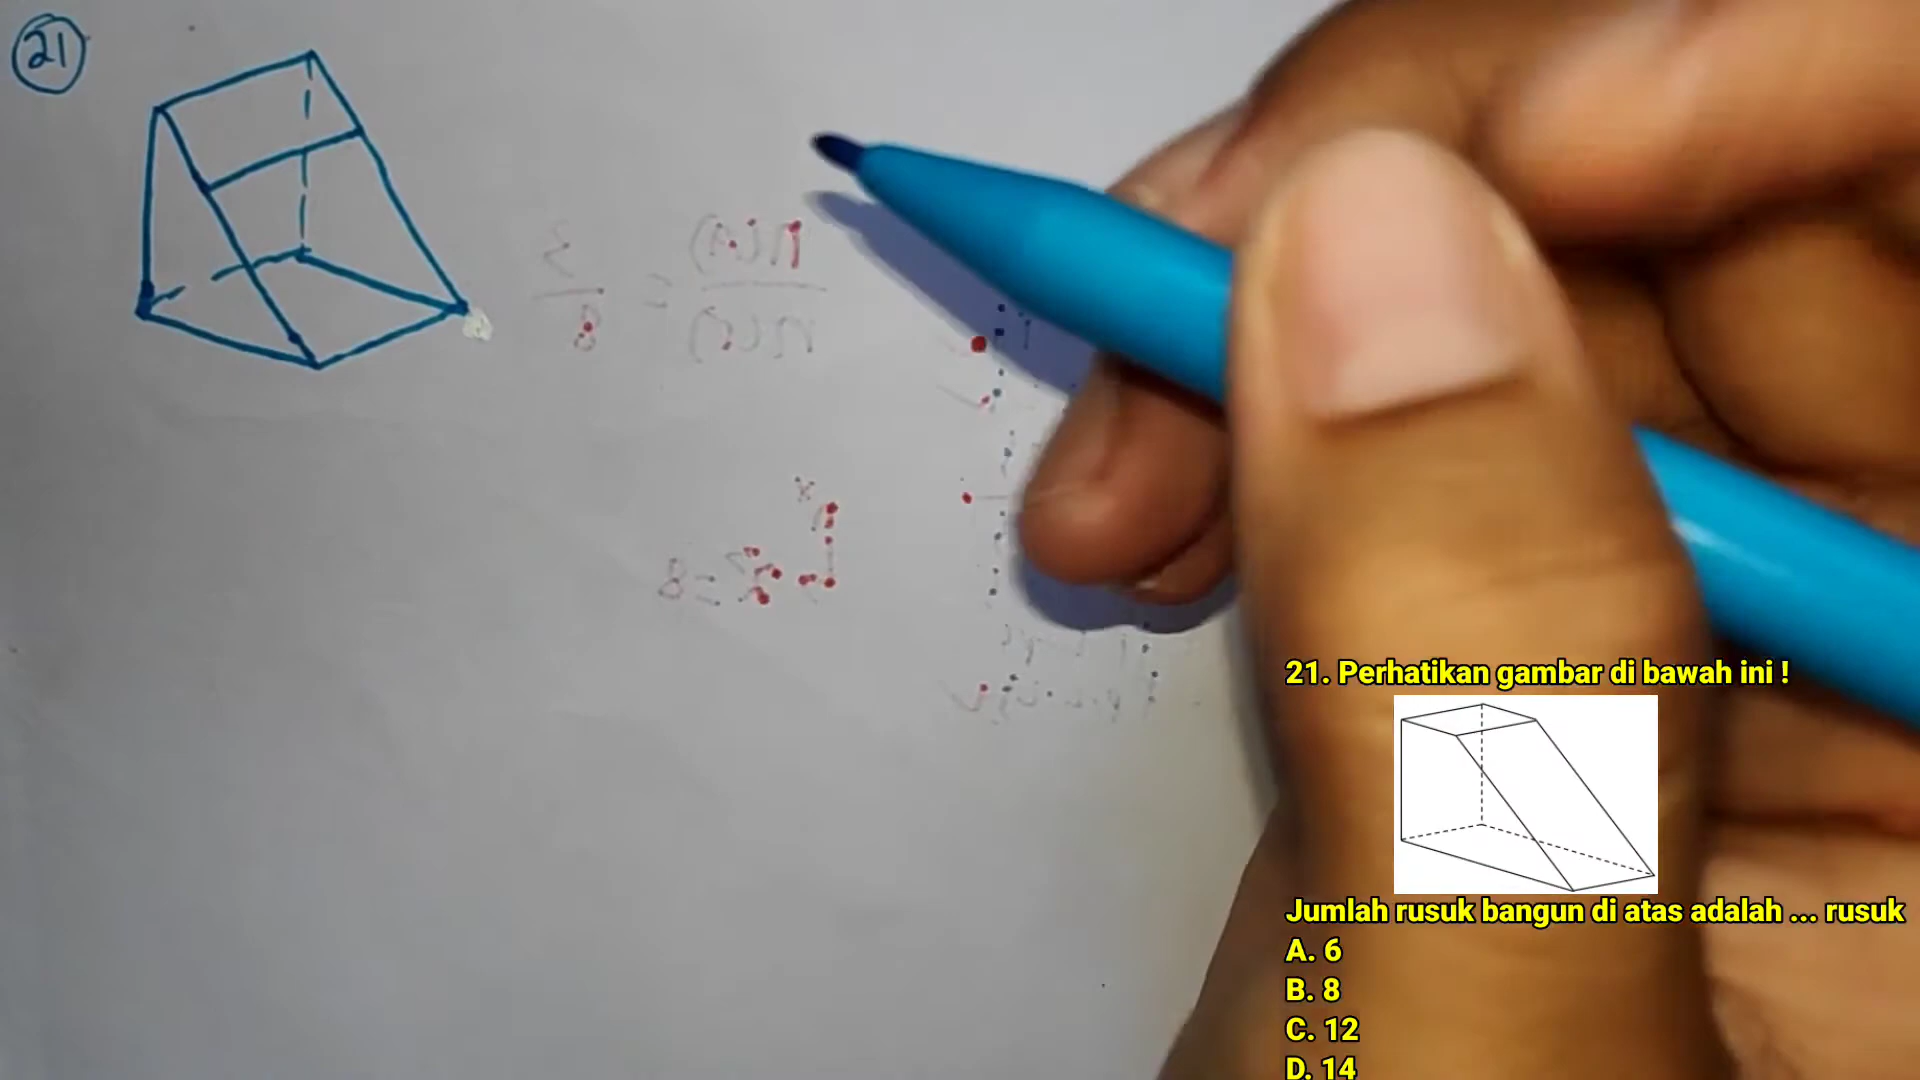 21
21. Perhatikan gambar di bawah ini !
Jumlah rusuk bangun di atas adalah ... rusuk
A. 6
B. 8
C. 12
D. 14